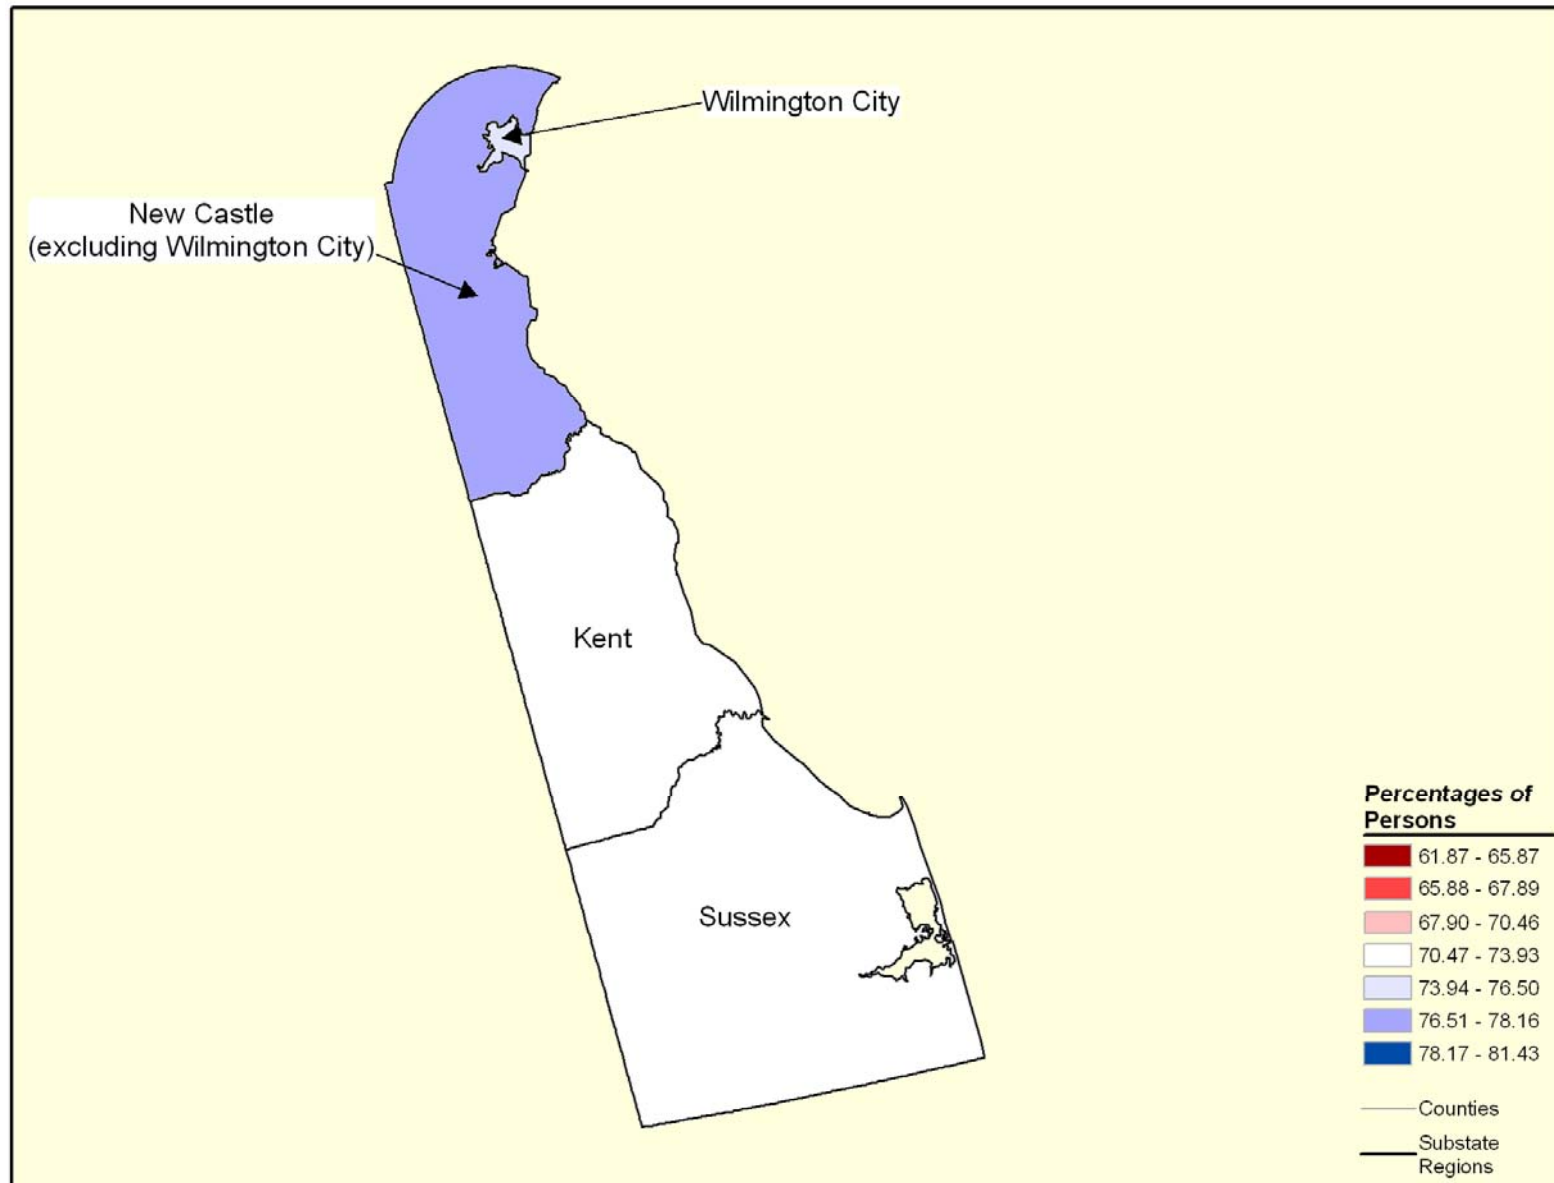 Wilmington City
New Castle
(excluding Wilmington City)
Kent
Sussex
Percentages of
Persons
61.87 - 65.87
65.88 - 67.89
67.90 - 70.46
70.47 - 73.93
73.94 - 76.50
76.51 - 78.16
78.17 - 81.43
Counties
Substate
Regions